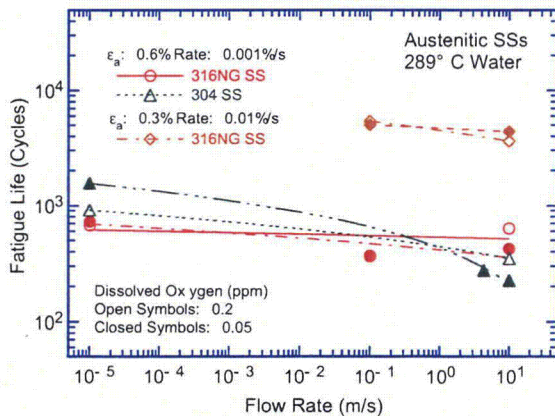 Austenitic SSs
289° C Water
εa: 0.6% Rate: 0.001%/s
316NG SS
304 SS
εa: 0.3% Rate: 0.01%/s
316NG SS
Fatigue Life (Cycles)
10⁴
10³
10²
Dissolved Ox ygen (ppm)
Open Symbols: 0.2
Closed Symbols: 0.05
10⁻⁵ 10⁻⁴ 10⁻³ 10⁻² 10⁻¹ 10⁰ 10¹
Flow Rate (m/s)